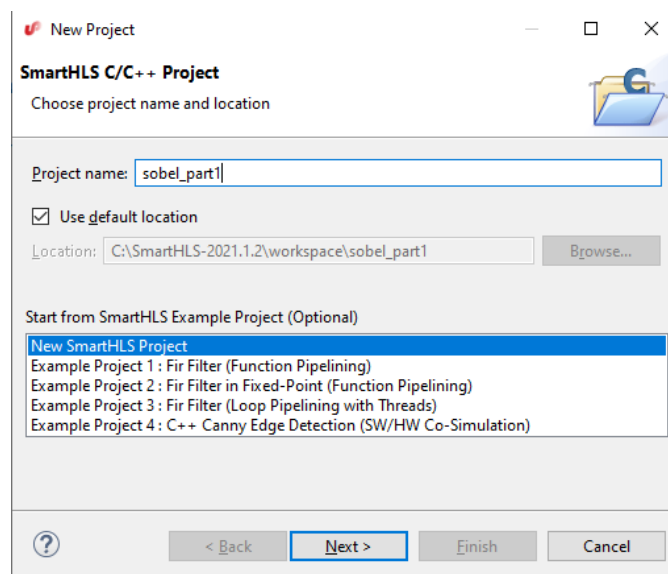 New Project
SmartHLS C/C++ Project
Choose project name and location
Project name: sobel_part1
Use default location
Location: C:\SmartHLS-2021.1.2\workspace\sobel_part1 Browse...
Start from SmartHLS Example Project (Optional)
New SmartHLS Project
Example Project 1 : Fir Filter (Function Pipelining)
Example Project 2 : Fir Filter in Fixed-Point (Function Pipelining)
Example Project 3 : Fir Filter (Loop Pipelining with Threads)
Example Project 4 : C++ Canny Edge Detection (SW/HW Co-Simulation)
? < Back Next > Finish Cancel